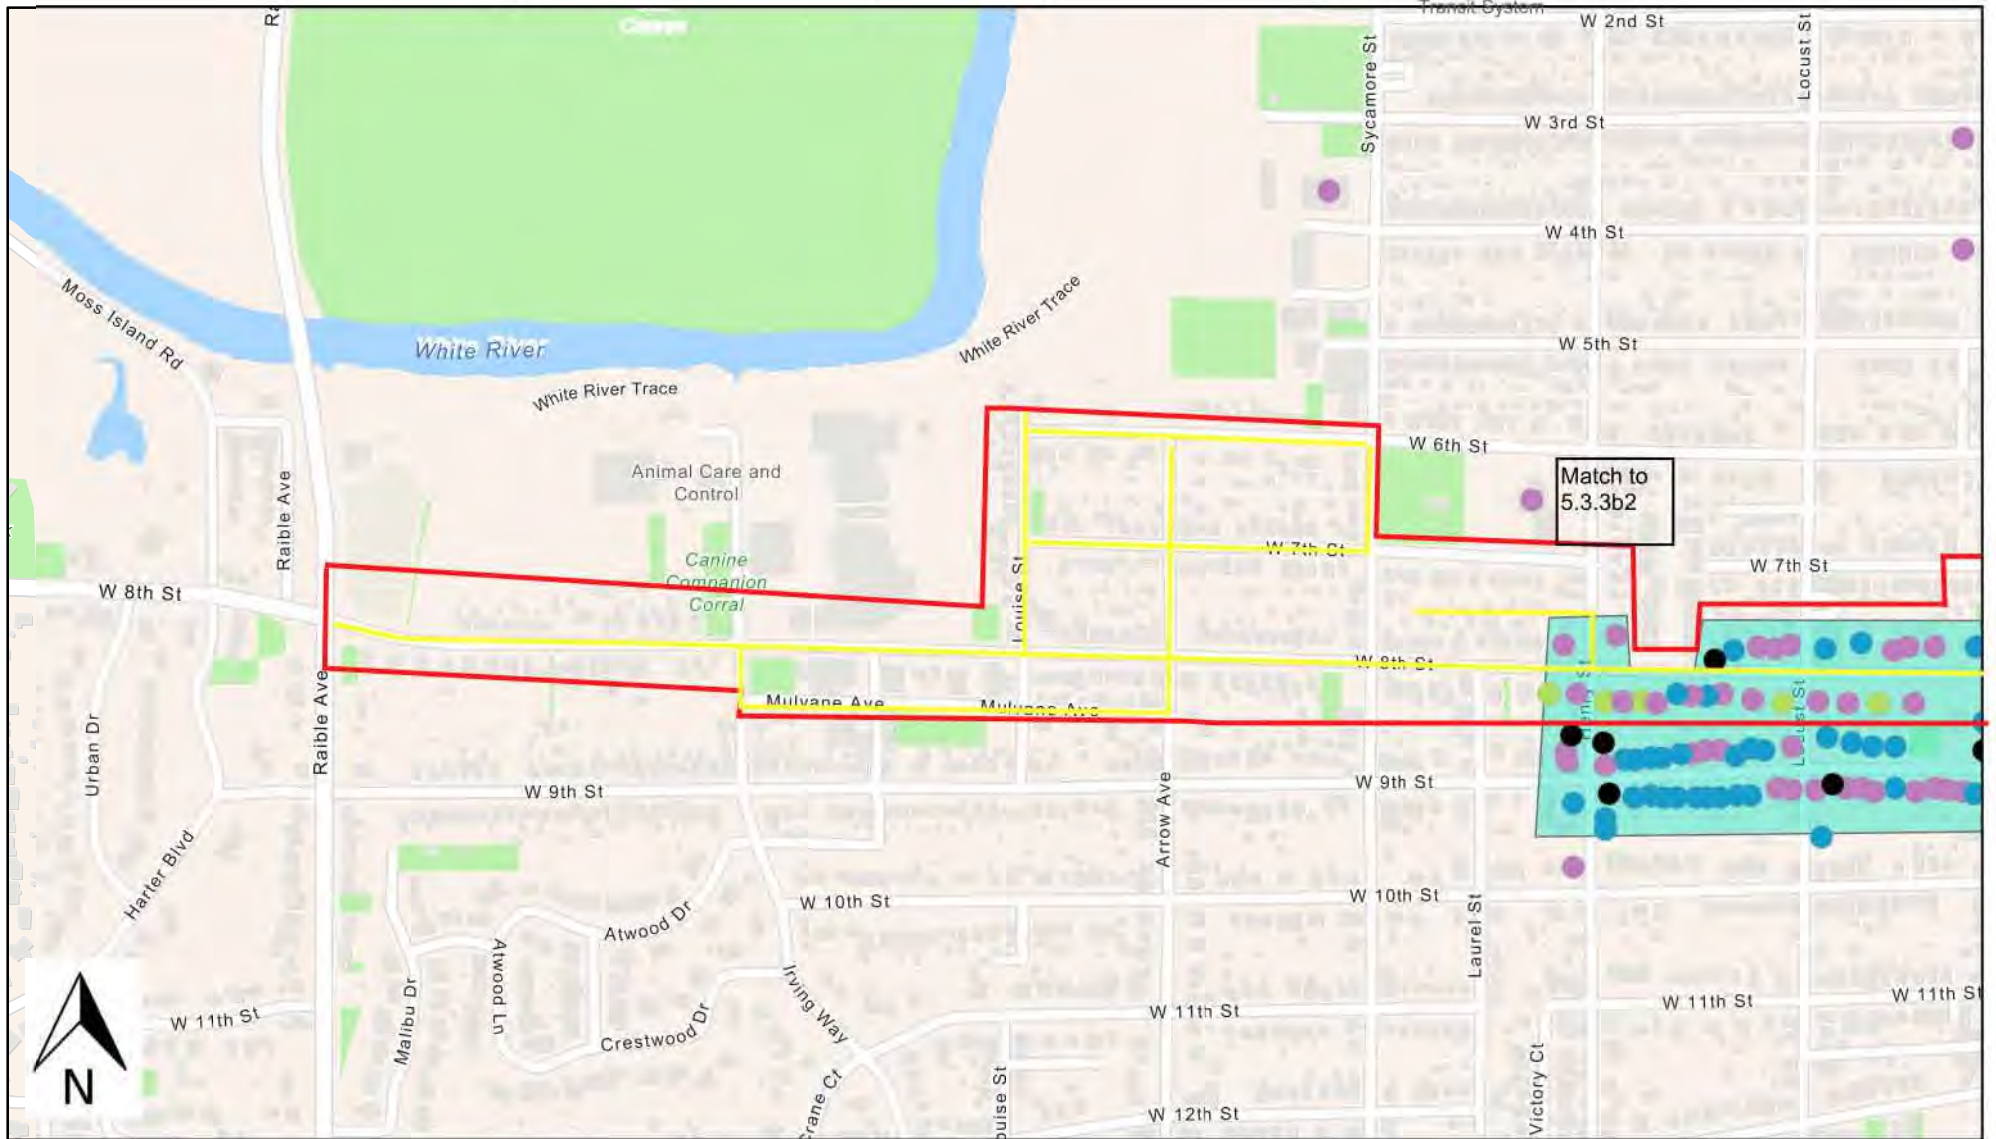 Transit System
W 2nd St
Locust St
Sycamore St
W 3rd St
W 4th St
Moss Island Rd
White River
White River Trace
White River Trace
W 5th St
W 6th St
Match to
5.3.3b2
Animal Care and
Control
Raible Ave
Canine
Companion
Corral
Louise St
W 7th St
W 7th St
W 8th St
W 8th St
Mulvane Ave
Mulvane Ave
Henry St
Locust St
Raible Ave
Urban Dr
W 9th St
W 9th St
Arrow Ave
Harter Blvd
W 10th St
W 10th St
Atwood Dr
Atwood Ln
Laurel St
Malibu Dr
Irving Way
Crestwood Dr
W 11th St
W 11th St
W 11th St
W 11th St
Crane Ct
ouise St
W 12th St
Victory Ct
N